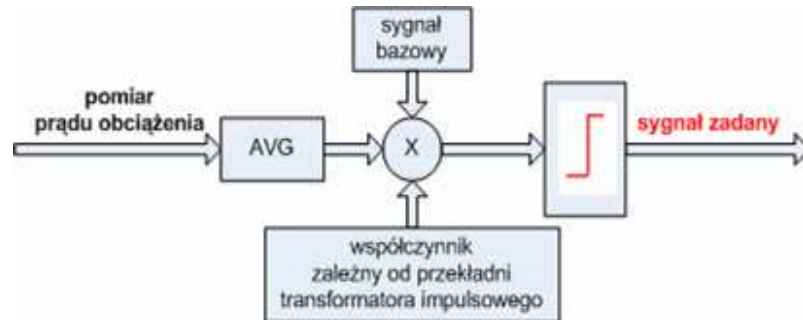 sygnał
bazowy
pomiar
prądu obciążenia
AVG
X
sygnał zadany
współczynnik
zależny od przekładni
transformatora impulsowego